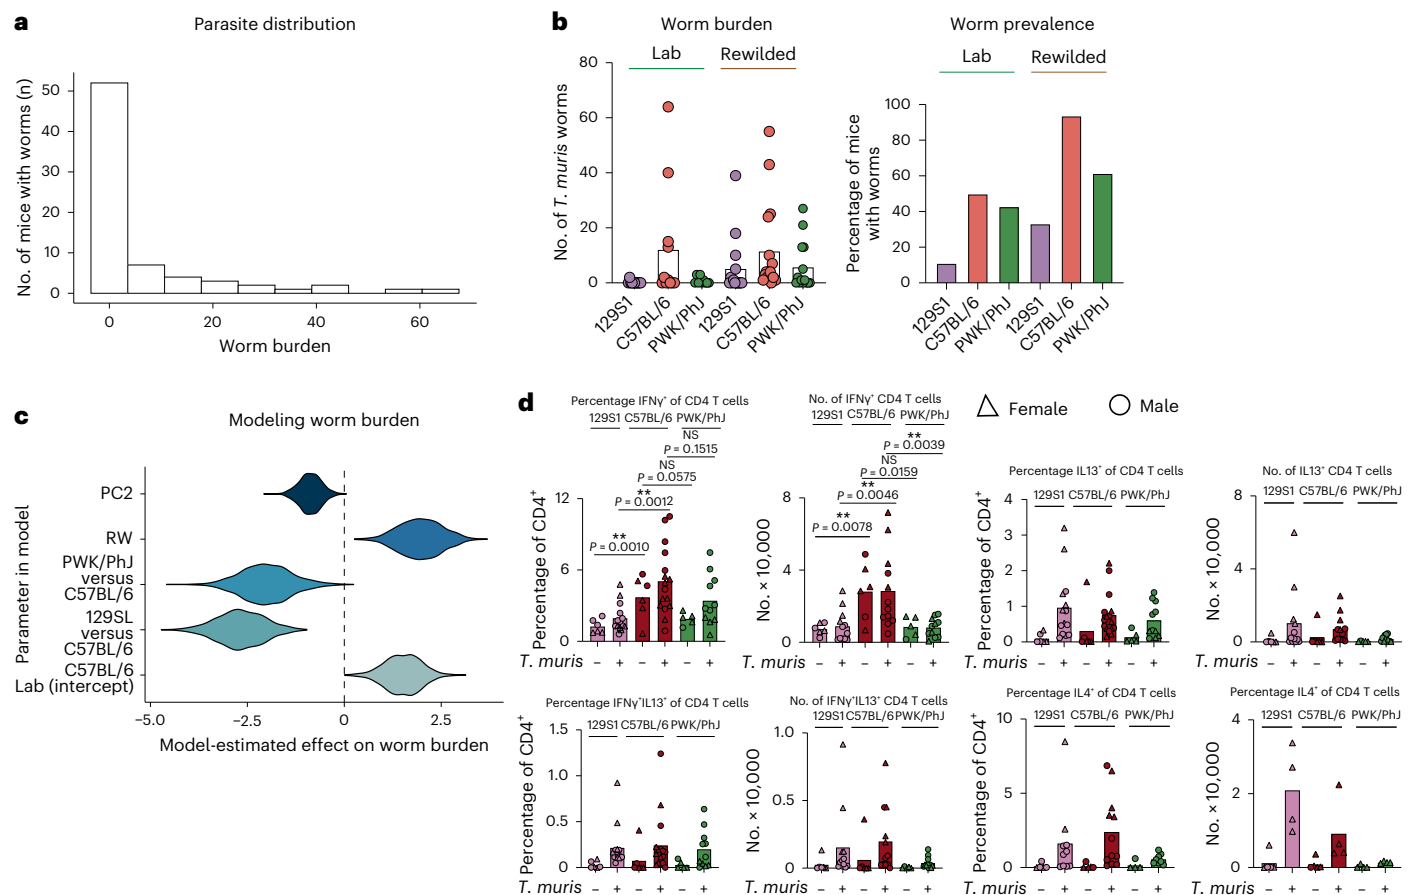 a
Parasite distribution
No. of mice with worms (n)
50
40
30
20
10
0
0
20
40
60
Worm burden
b
Worm burden
Lab
Rewilded
No. of T. muris worms
80
60
40
20
0
129S1
C57BL/6
PWK/PhJ
129S1
C57BL/6
PWK/PhJ
Worm prevalence
Lab
Rewilded
Percentage of mice
with worms
100
80
60
40
20
0
129S1
C57BL/6
PWK/PhJ
129S1
C57BL/6
PWK/PhJ
c
Modeling worm burden
Parameter in model
PC2
RW
PWK/PhJ
versus
C57BL/6
129SL
versus
C57BL/6
C57BL/6
Lab (intercept)
−5.0
−2.5
0
2.5
Model-estimated effect on worm burden
d
Female
Male
Percentage IFNγ⁺ of CD4 T cells
129S1 C57BL/6 PWK/PhJ
NS
P = 0.1515
NS
P = 0.0575
**
P = 0.0012
**
P = 0.0010
Percentage of CD4⁺
12
6
0
T. muris − + − + − +
No. of IFNγ⁺ CD4 T cells
129S1 C57BL/6 PWK/PhJ
**
P = 0.0039
NS
P = 0.0159
**
P = 0.0046
**
P = 0.0078
No. × 10,000
8
4
0
− + − + − +
Percentage IL13⁺ of CD4 T cells
129S1 C57BL/6 PWK/PhJ
Percentage of CD4⁺
4
3
2
1
0
T. muris − + − + − +
No. of IL13⁺ CD4 T cells
129S1 C57BL/6 PWK/PhJ
No. × 10,000
8
4
0
− + − + − +
Percentage IFNγ⁺IL13⁺ of CD4 T cells
129S1 C57BL/6 PWK/PhJ
Percentage of CD4⁺
1.5
1.0
0.5
0
T. muris − + − + − +
No. of IFNγ⁺IL13⁺ CD4 T cells
129S1 C57BL/6 PWK/PhJ
No. × 10,000
1.0
0.5
0
− + − + − +
Percentage IL4⁺ of CD4 T cells
129S1 C57BL/6 PWK/PhJ
Percentage of CD4⁺
10
5
0
T. muris − + − + − +
Percentage IL4⁺ of CD4 T cells
129S1 C57BL/6 PWK/PhJ
No. × 10,000
4
2
0
− + − + − +